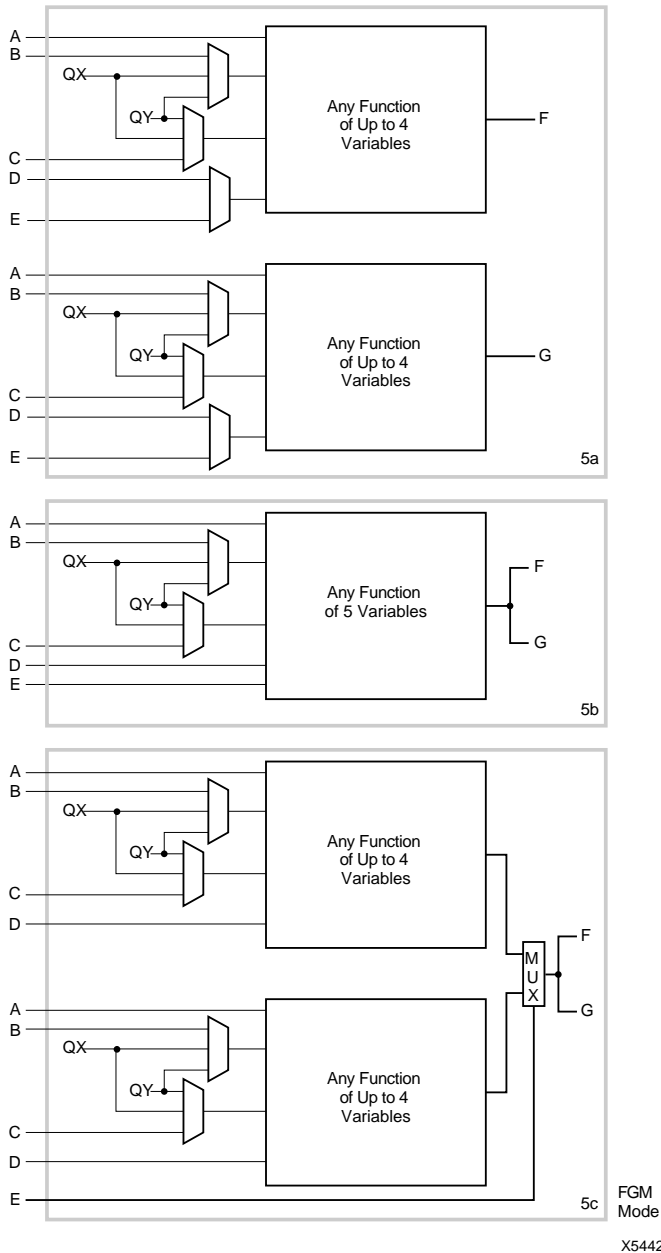 A
B
QX
QY
C
D
E
Any Function
of Up to 4
Variables
F
A
B
QX
QY
C
D
E
Any Function
of Up to 4
Variables
G
5a
A
B
QX
QY
C
D
E
Any Function
of 5 Variables
F
G
5b
A
B
QX
QY
C
D
Any Function
of Up to 4
Variables
M
U
X
F
G
A
B
QX
QY
C
D
E
Any Function
of Up to 4
Variables
5c
FGM
Mode
X5442